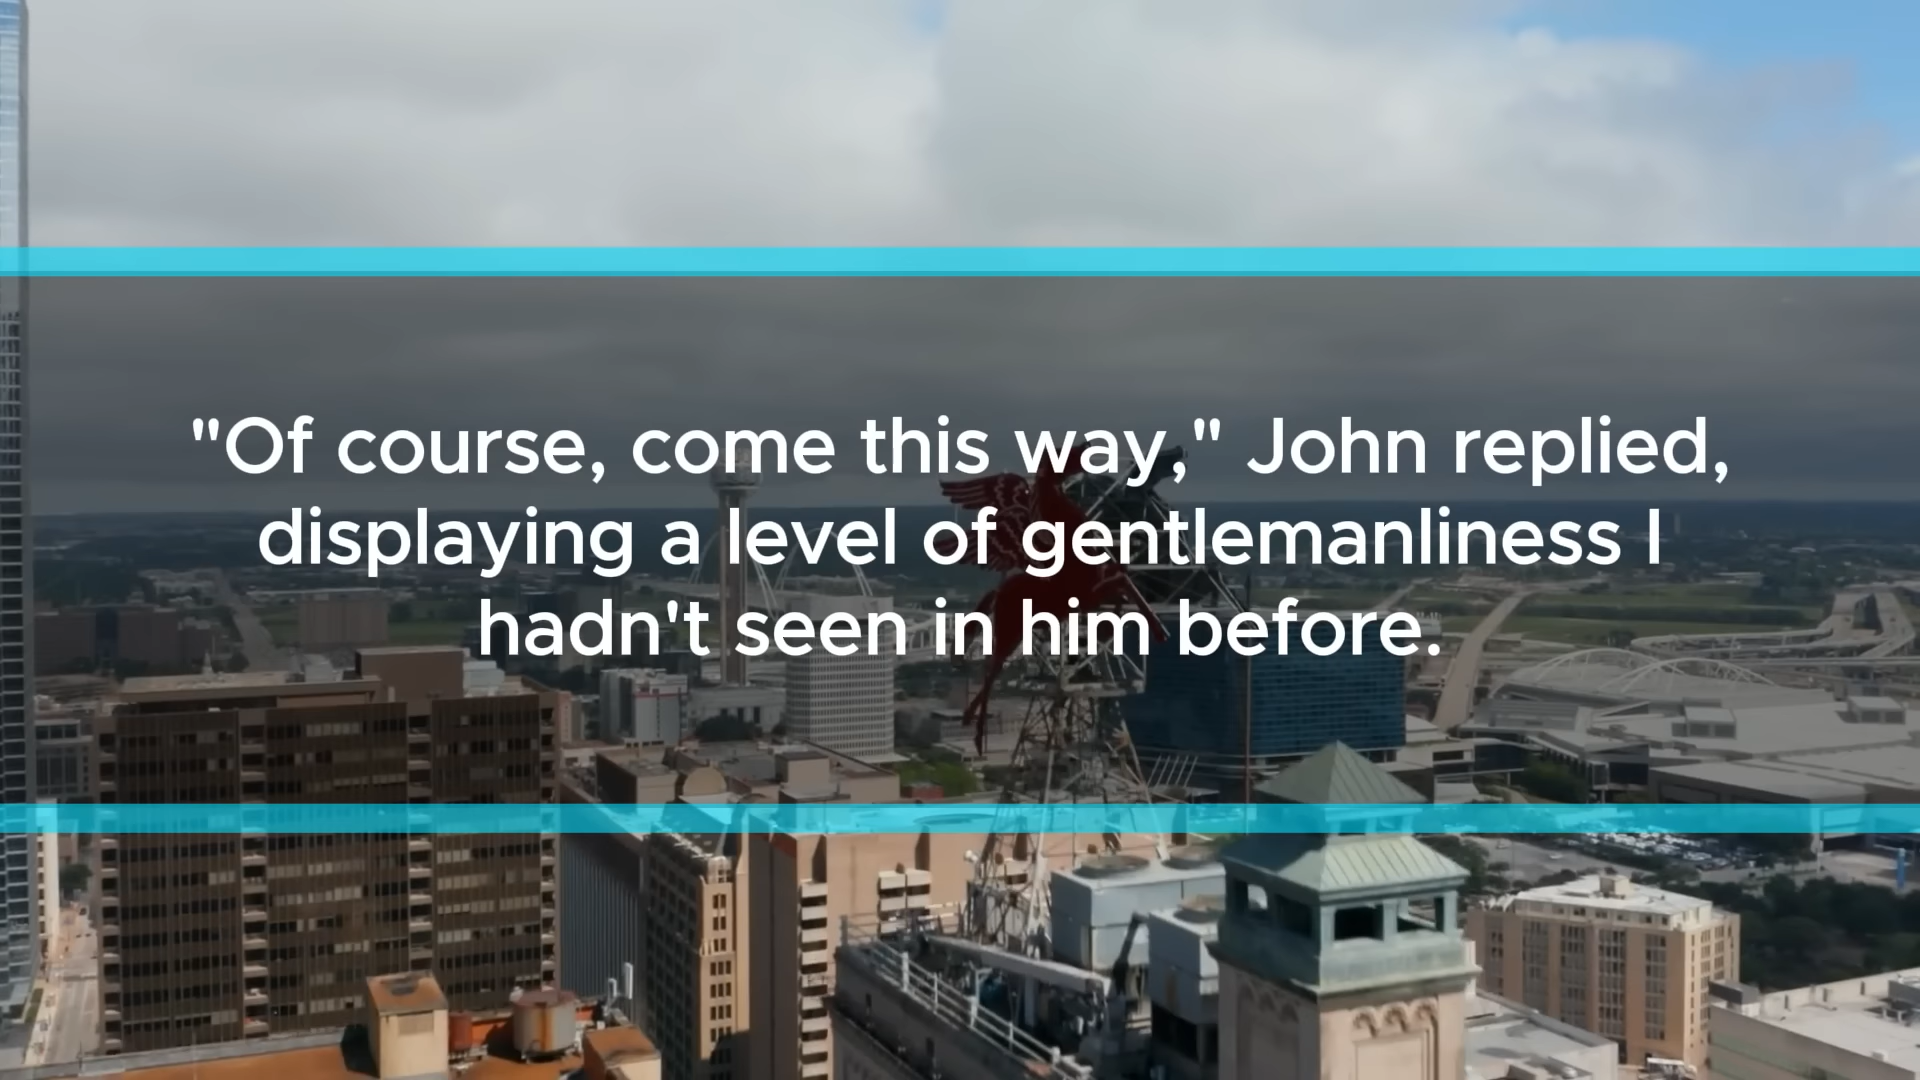 "Of course, come this way," John replied,
displaying a level of gentlemanliness I
hadn't seen in him before.